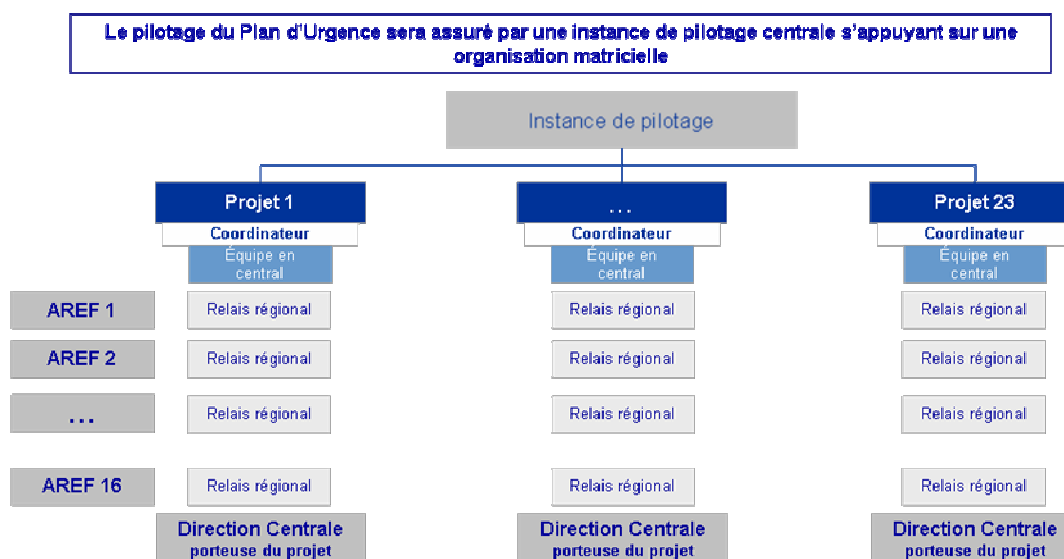 Le pilotage du Plan d'Urgence sera assuré par une instance de pilotage centrale s'appuyant sur une
organisation matricielle
Instance de pilotage
Projet 1
...
Projet 23
Coordinateur
Coordinateur
Coordinateur
Équipe en
central
Équipe en
central
Équipe en
central
AREF 1
Relais régional
Relais régional
Relais régional
AREF 2
Relais régional
Relais régional
Relais régional
...
Relais régional
Relais régional
Relais régional
AREF 16
Relais régional
Relais régional
Relais régional
Direction Centrale
porteuse du projet
Direction Centrale
porteuse du projet
Direction Centrale
porteuse du projet